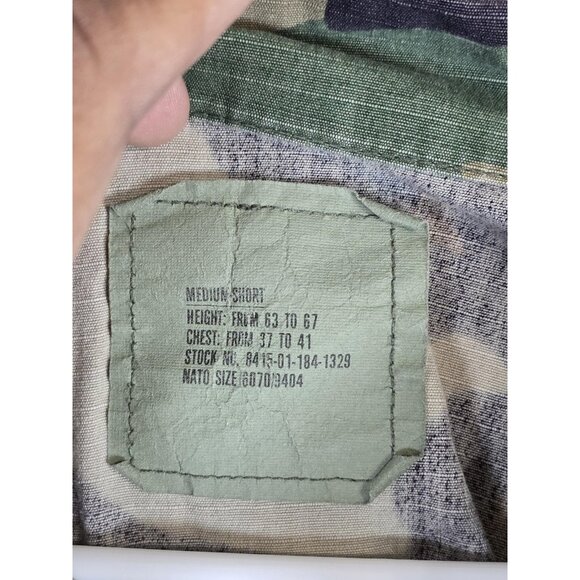 MEDIUM-SHORT
HEIGHT: FROM 63 TO 67
CHEST: FROM 37 TO 41
STOCK NO. 8415-01-184-1329
NATO SIZE/6070/9404